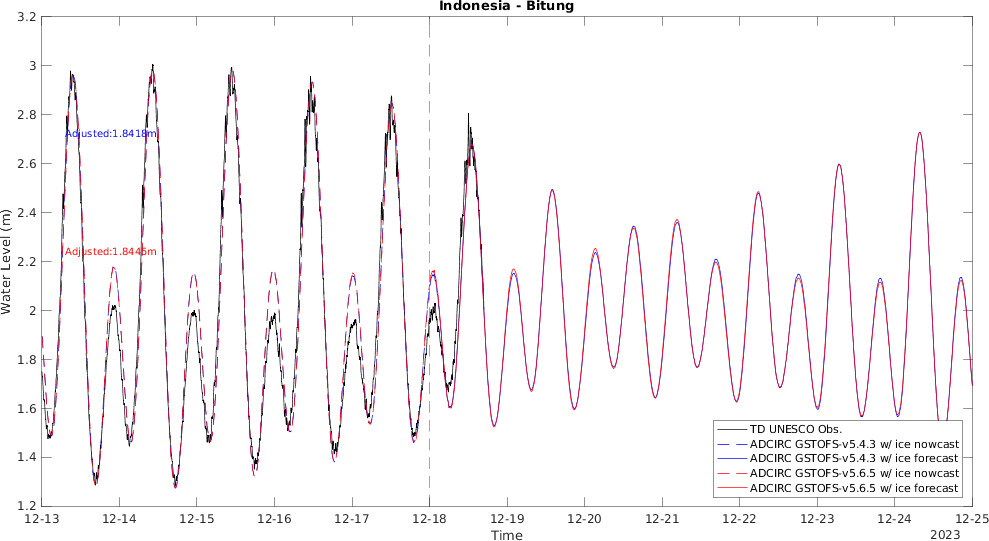 Indonesia - Bitung
3.2
3
2.8
2.6
2.4
2.2
2
1.8
1.6
1.4
1.2
Water Level (m)
Adjusted:1.8418m
Adjusted:1.8445m
TD UNESCO Obs.
ADCIRC GSTOFS-v5.4.3 w/ ice nowcast
ADCIRC GSTOFS-v5.4.3 w/ ice forecast
ADCIRC GSTOFS-v5.6.5 w/ ice nowcast
ADCIRC GSTOFS-v5.6.5 w/ ice forecast
12-13 12-14 12-15 12-16 12-17 12-18 12-19 12-20 12-21 12-22 12-23 12-24 12-25
Time
2023